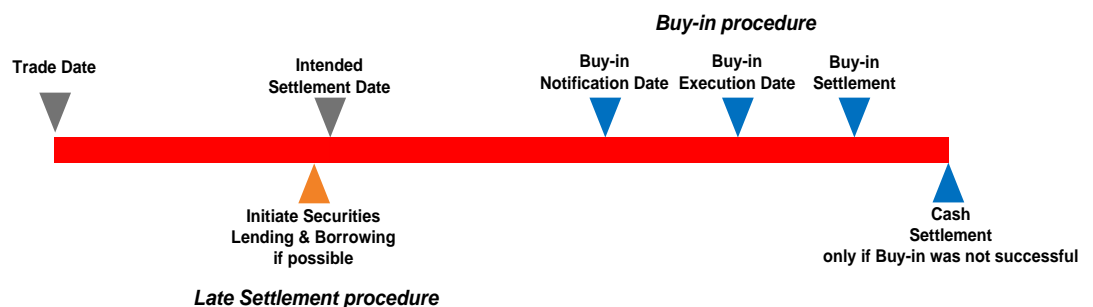 Buy-in procedure
Trade Date
Intended
Settlement Date
Buy-in
Notification Date
Buy-in
Execution Date
Buy-in
Settlement
Initiate Securities
Lending & Borrowing
if possible
Cash
Settlement
only if Buy-in was not successful
Late Settlement procedure